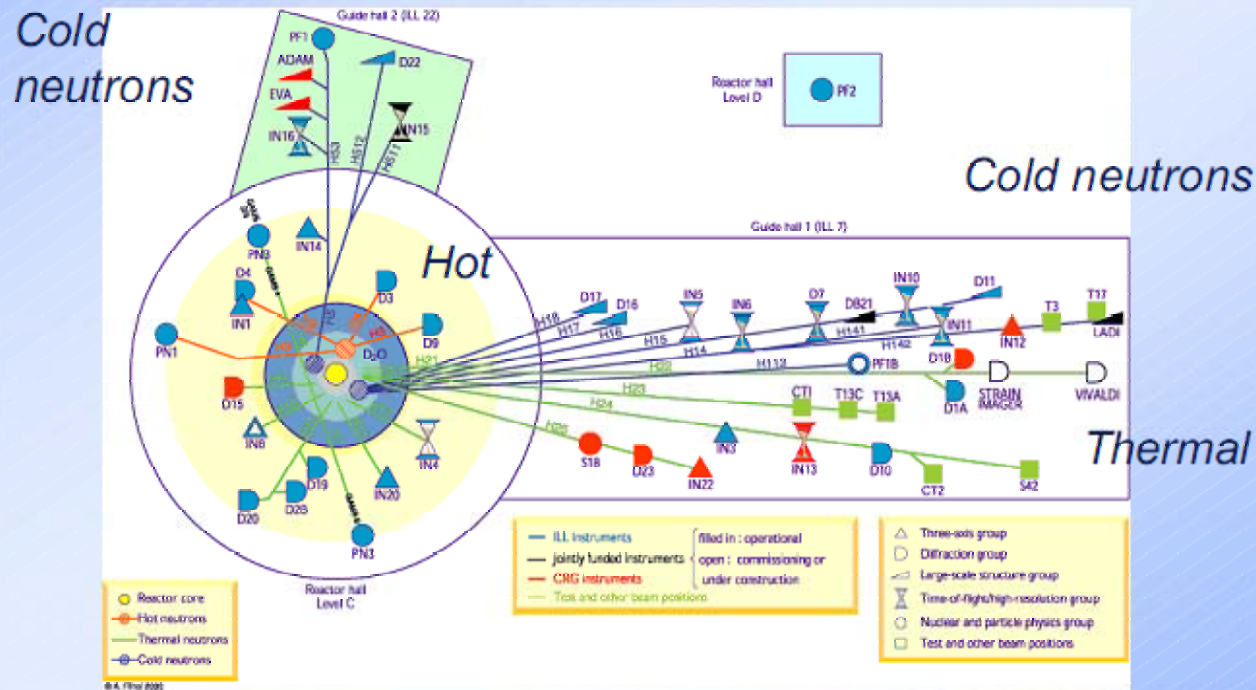 Cold
neutrons
Guide hall 2 (ILL 22)
PF1
ADAM
D22
EVA
IN16
IN15
H53
H512
H511
Reactor hall
Level D
PF2
Cold neutrons
Guide hall 1 (ILL 7)
Hot
PN3
IN14
D4
IN1
D3
D9
PN1
D2O
H5
H3
H9
H21
D15
IN8
IN4
D19
D2B
D20
IN20
PN3
D17
D16
IN5
IN6
D7
DB21
IN10
D11
IN11
IN12
T3
T17
LADI
H18
H17
H16
H15
H14
H141
H142
H113
H22
PF1B
D1B
D1A
STRAIN
IMAGER
VIVALDI
H23
H24
H25
CT1
T13C
T13A
S18
D23
IN22
IN3
IN13
D10
CT2
S42
Thermal
Reactor hall
Level C
Reactor core
Hot neutrons
Thermal neutrons
Cold neutrons
ILL instruments
jointly funded instruments
CRG instruments
Test and other beam positions
filled in : operational
open : commissioning or
under construction
Three-axis group
Diffraction group
Large-scale structure group
Time-of-flight/high-resolution group
Nuclear and particle physics group
Test and other beam positions